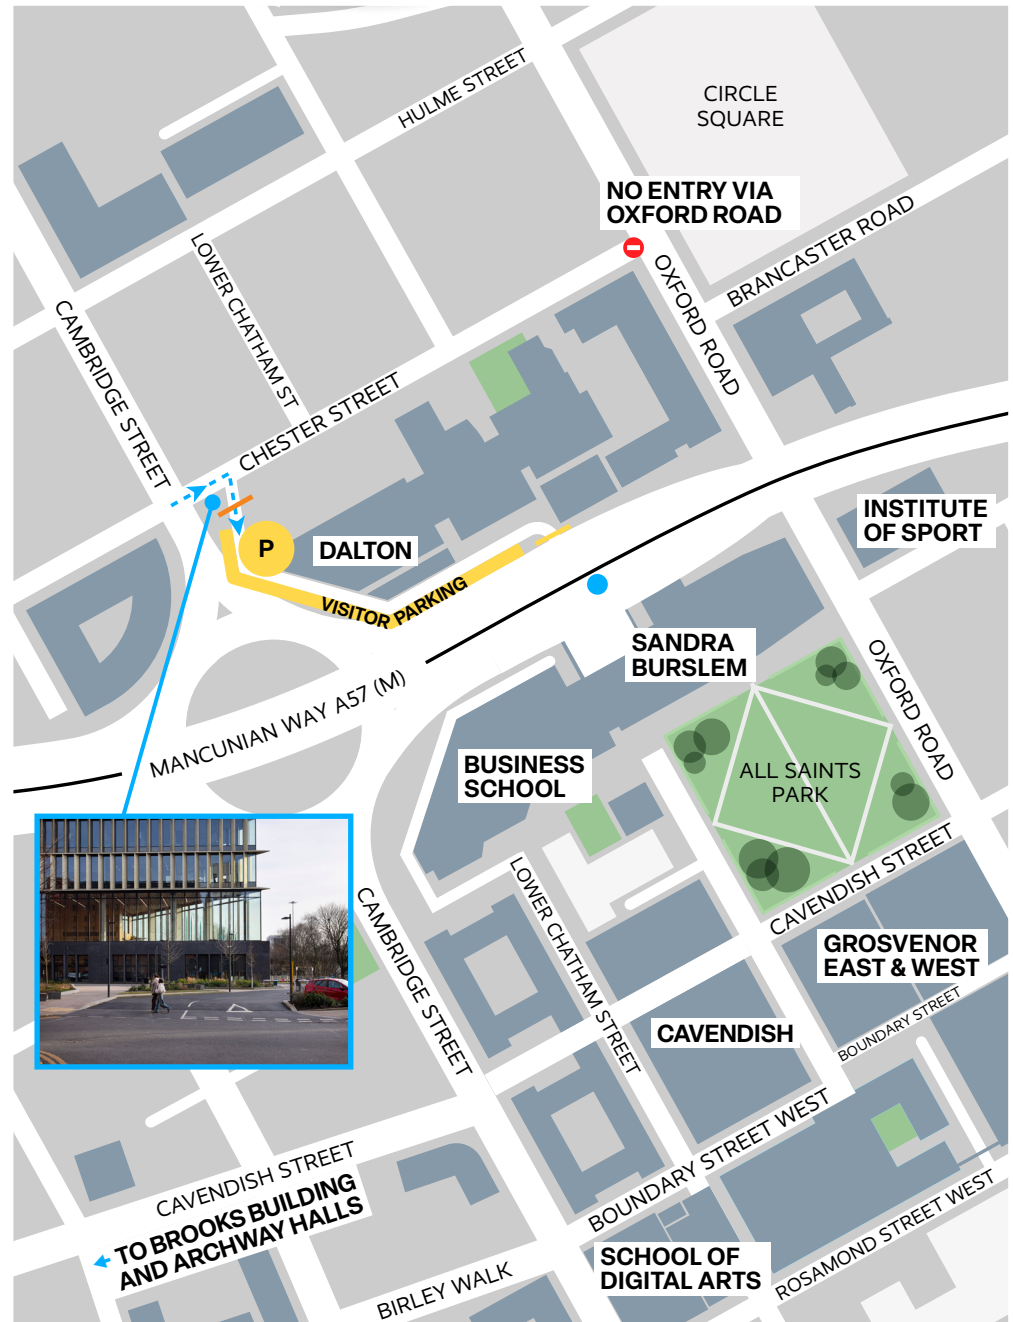 HULME STREET
CIRCLE
SQUARE
NO ENTRY VIA
OXFORD ROAD
BRANCASTER ROAD
LOWER CHATHAM ST
OXFORD ROAD
CAMBRIDGE STREET
CHESTER STREET
INSTITUTE
OF SPORT
P
DALTON
VISITOR PARKING
SANDRA
BURSLEM
OXFORD ROAD
MANCUNIAN WAY A57 (M)
BUSINESS
SCHOOL
ALL SAINTS
PARK
CAVENDISH STREET
LOWER CHATHAM STREET
CAMBRIDGE STREET
GROSVENOR
EAST & WEST
BOUNDARY STREET
CAVENDISH
BOUNDARY STREET WEST
CAVENDISH STREET
TO BROOKS BUILDING
AND ARCHWAY HALLS
ROSAMOND STREET WEST
SCHOOL OF
DIGITAL ARTS
BIRLEY WALK